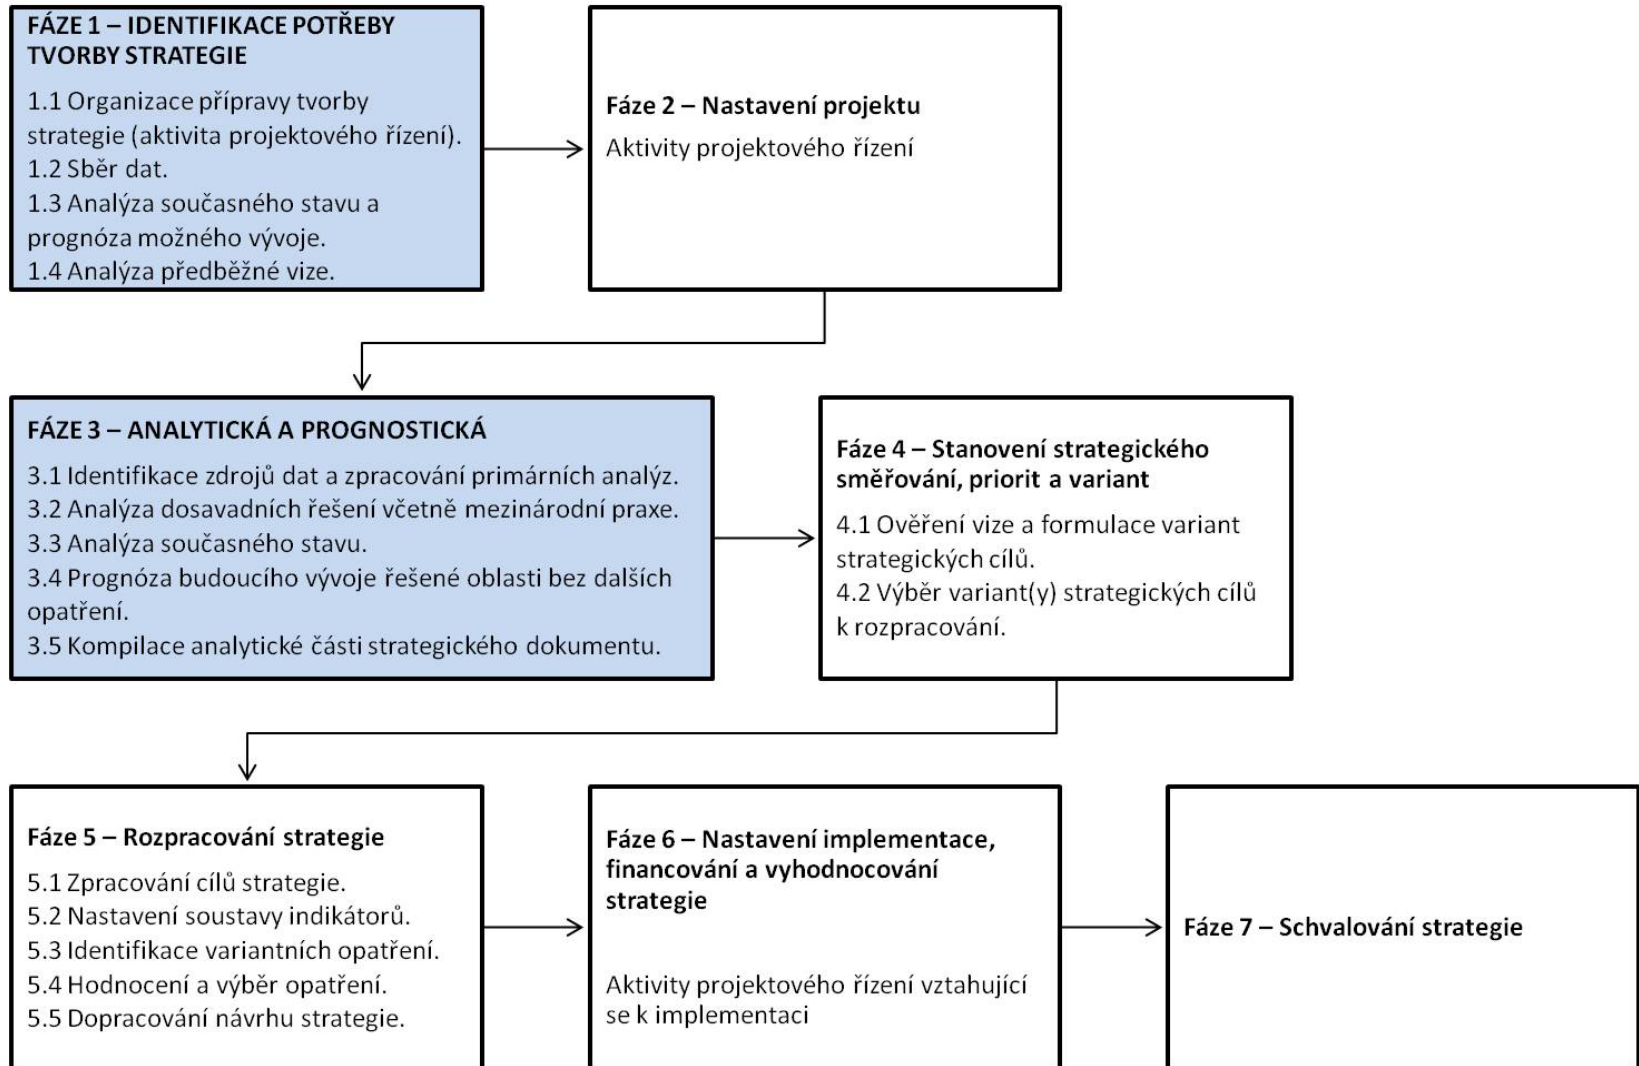 FÁZE 1 – IDENTIFIKACE POTŘEBY
TVORBY STRATEGIE
1.1 Organizace přípravy tvorby
strategie (aktivita projektového řízení).
1.2 Sběr dat.
1.3 Analýza současného stavu a
prognóza možného vývoje.
1.4 Analýza předběžné vize.
Fáze 2 – Nastavení projektu
Aktivity projektového řízení
FÁZE 3 – ANALYTICKÁ A PROGNOSTICKÁ
3.1 Identifikace zdrojů dat a zpracování primárních analýz.
3.2 Analýza dosavadních řešení včetně mezinárodní praxe.
3.3 Analýza současného stavu.
3.4 Prognóza budoucího vývoje řešené oblasti bez dalších
opatření.
3.5 Kompilace analytické části strategického dokumentu.
Fáze 4 – Stanovení strategického
směřování, priorit a variant
4.1 Ověření vize a formulace variant
strategických cílů.
4.2 Výběr variant(y) strategických cílů
k rozpracování.
Fáze 5 – Rozpracování strategie
5.1 Zpracování cílů strategie.
5.2 Nastavení soustavy indikátorů.
5.3 Identifikace variantních opatření.
5.4 Hodnocení a výběr opatření.
5.5 Dopracování návrhu strategie.
Fáze 6 – Nastavení implementace,
financování a vyhodnocování
strategie
Aktivity projektového řízení vztahující
se k implementaci
Fáze 7 – Schvalování strategie